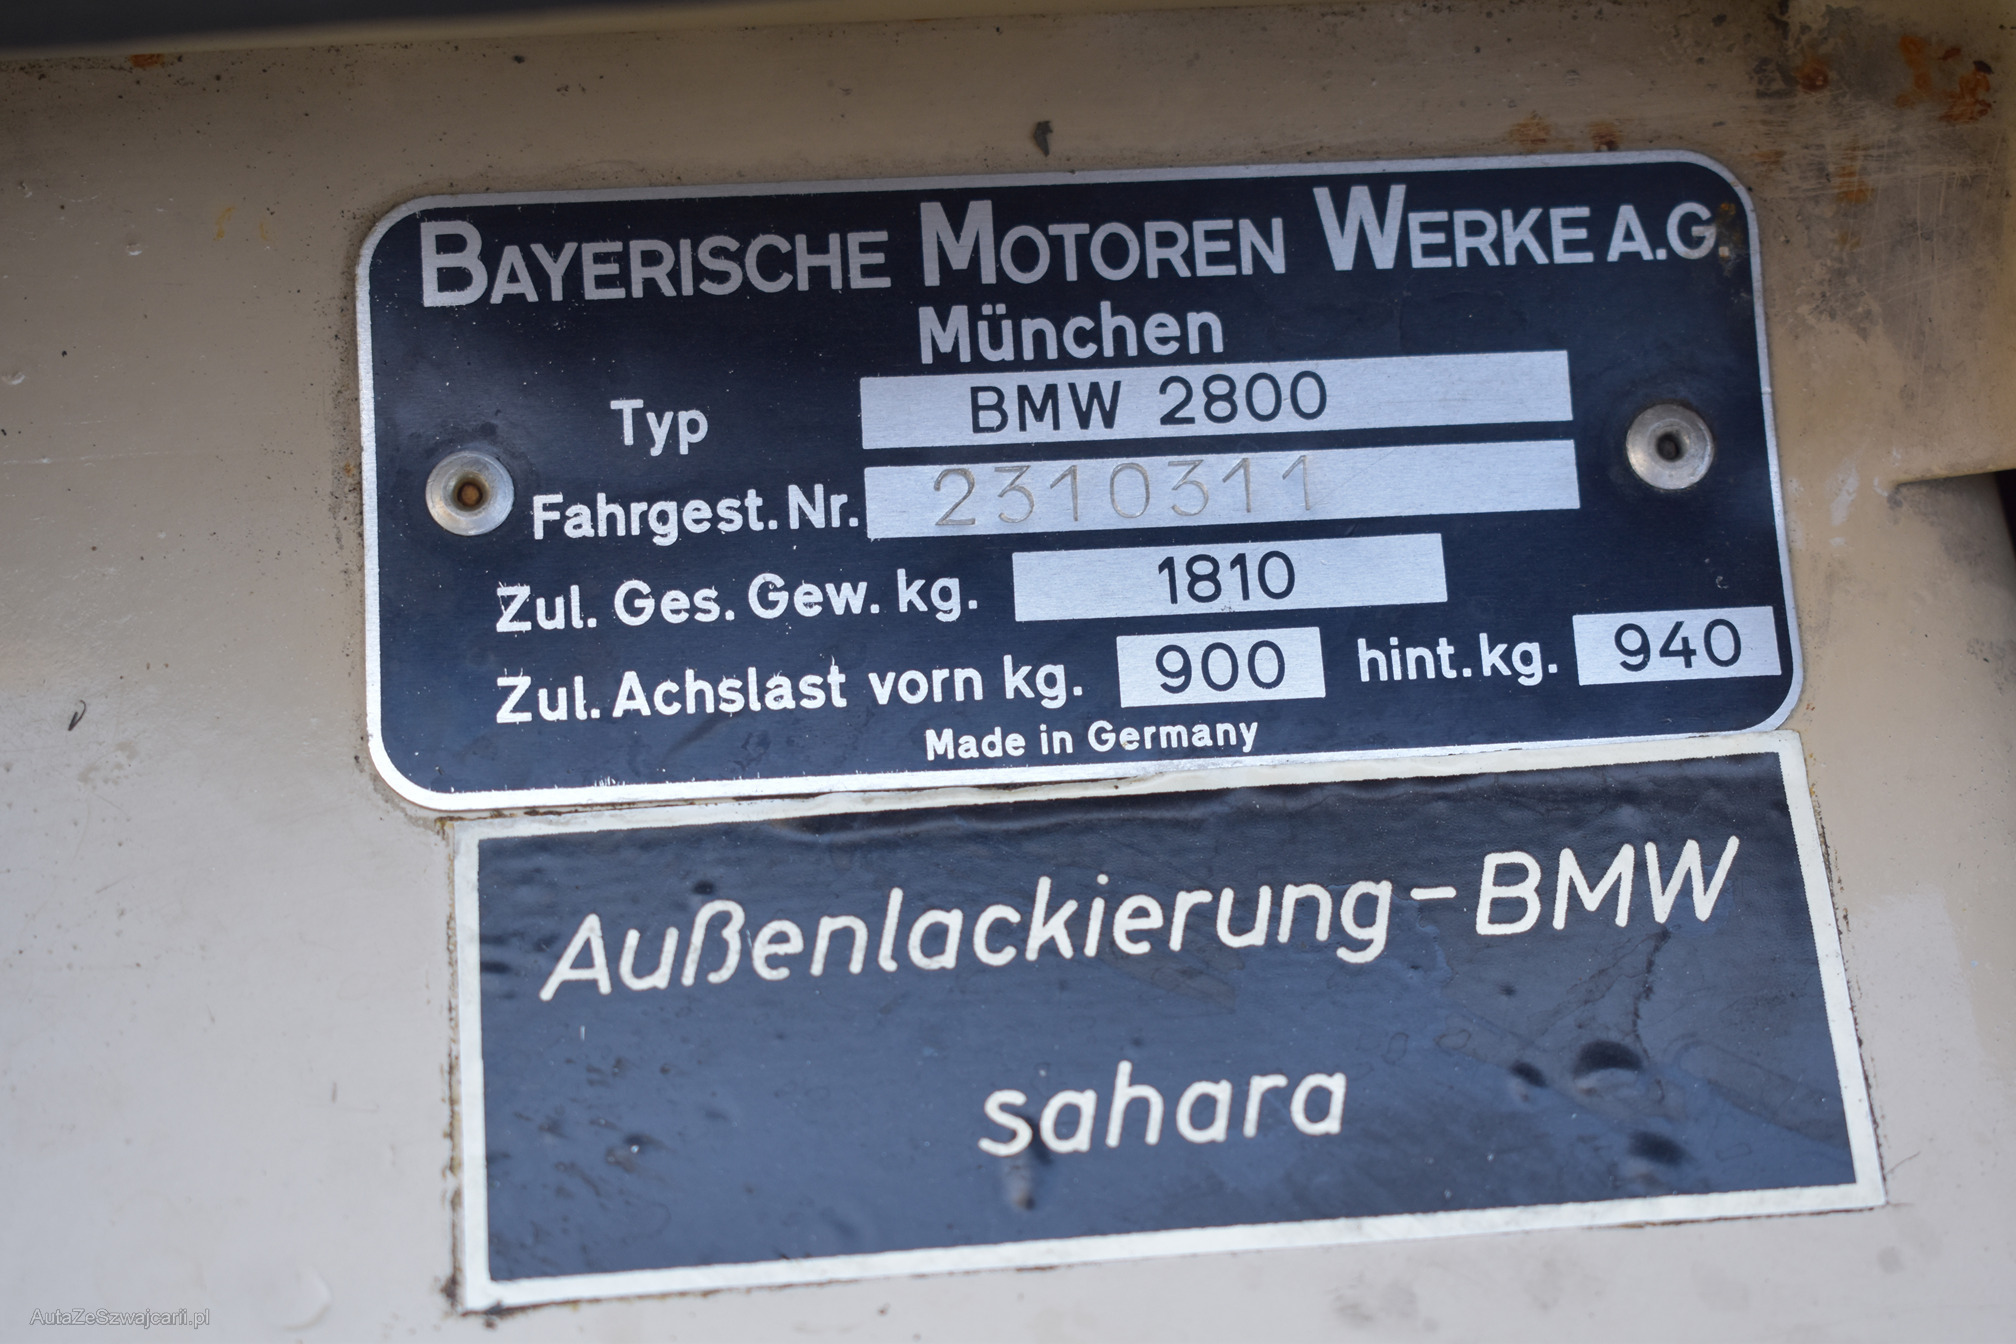 BAYERISCHE MOTOREN WERKE A.G.
München
Typ BMW 2800
Fahrgest. Nr. 2310311
Zul. Ges. Gew. kg. 1810
Zul. Achslast vorn kg. 900 hint. kg. 940
Made in Germany
Außenlackierung-BMW
sahara
AutaZeSzwajcarii.pl